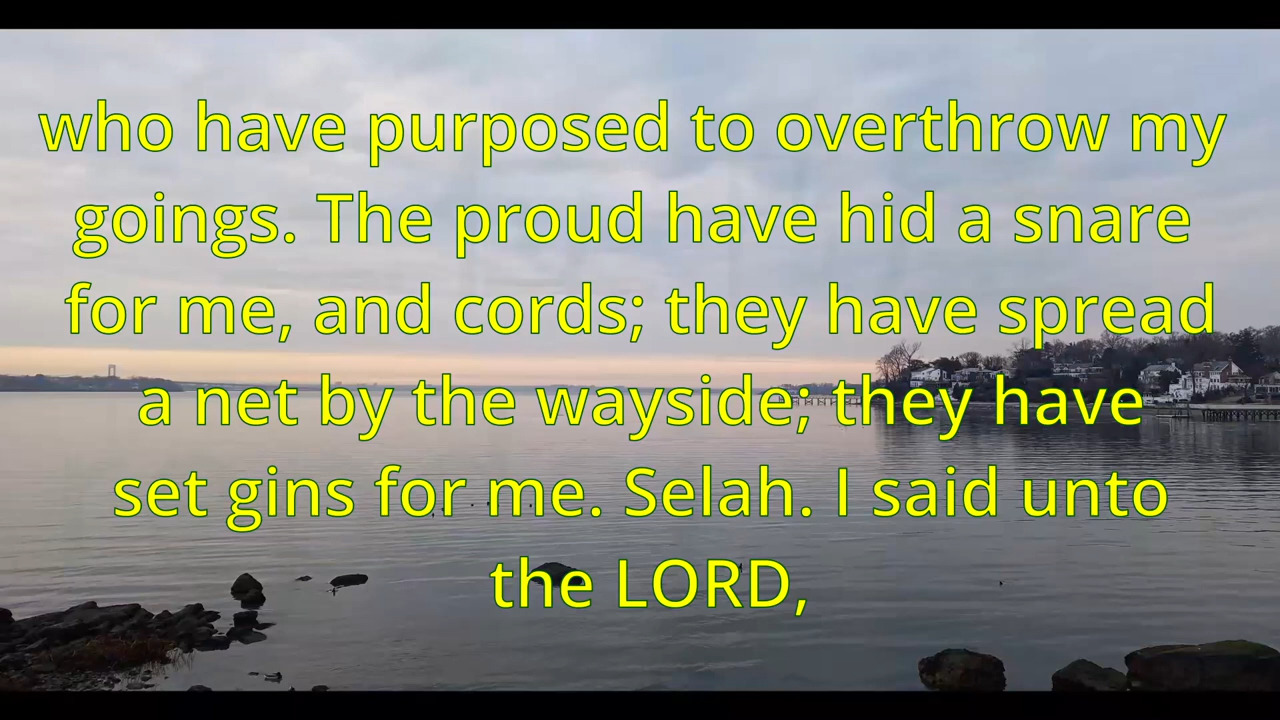 who have purposed to overthrow my
goings. The proud have hid a snare
for me, and cords; they have spread
a net by the wayside; they have
set gins for me. Selah. I said unto
the LORD,